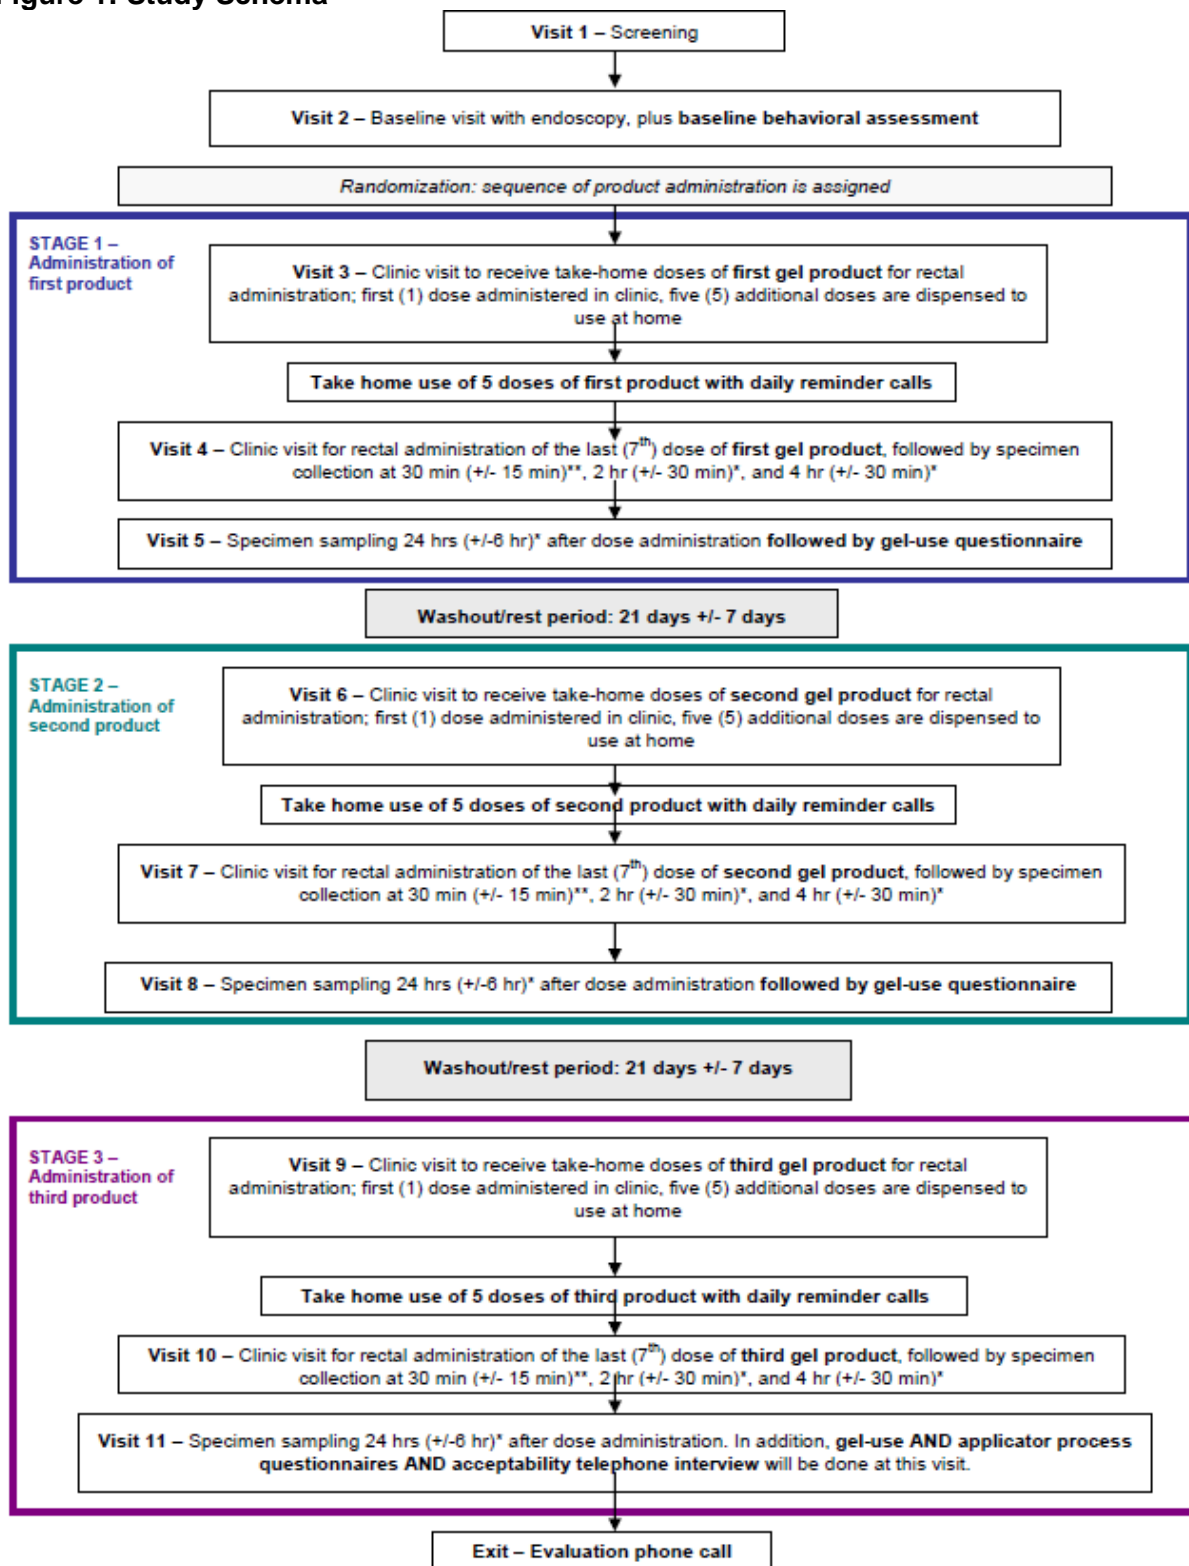 Figure 1: Study Schema
Visit 1 – Screening
Visit 2 – Baseline visit with endoscopy, plus baseline behavioral assessment
Randomization: sequence of product administration is assigned
STAGE 1 –
Administration of
first product
Visit 3 – Clinic visit to receive take-home doses of first gel product for rectal
administration; first (1) dose administered in clinic, five (5) additional doses are dispensed to
use at home
Take home use of 5 doses of first product with daily reminder calls
Visit 4 – Clinic visit for rectal administration of the last (7th) dose of first gel product, followed by specimen
collection at 30 min (+/- 15 min)**, 2 hr (+/- 30 min)*, and 4 hr (+/- 30 min)*
Visit 5 – Specimen sampling 24 hrs (+/-6 hr)* after dose administration followed by gel-use questionnaire
Washout/rest period: 21 days +/- 7 days
STAGE 2 –
Administration of
second product
Visit 6 – Clinic visit to receive take-home doses of second gel product for rectal
administration; first (1) dose administered in clinic, five (5) additional doses are dispensed to
use at home
Take home use of 5 doses of second product with daily reminder calls
Visit 7 – Clinic visit for rectal administration of the last (7th) dose of second gel product, followed by specimen
collection at 30 min (+/- 15 min)**, 2 hr (+/- 30 min)*, and 4 hr (+/- 30 min)*
Visit 8 – Specimen sampling 24 hrs (+/-6 hr)* after dose administration followed by gel-use questionnaire
Washout/rest period: 21 days +/- 7 days
STAGE 3 –
Administration of
third product
Visit 9 – Clinic visit to receive take-home doses of third gel product for rectal
administration; first (1) dose administered in clinic, five (5) additional doses are dispensed to
use at home
Take home use of 5 doses of third product with daily reminder calls
Visit 10 – Clinic visit for rectal administration of the last (7th) dose of third gel product, followed by specimen
collection at 30 min (+/- 15 min)**, 2 hr (+/- 30 min)*, and 4 hr (+/- 30 min)*
Visit 11 – Specimen sampling 24 hrs (+/-6 hr)* after dose administration. In addition, gel-use AND applicator process
questionnaires AND acceptability telephone interview will be done at this visit.
Exit – Evaluation phone call